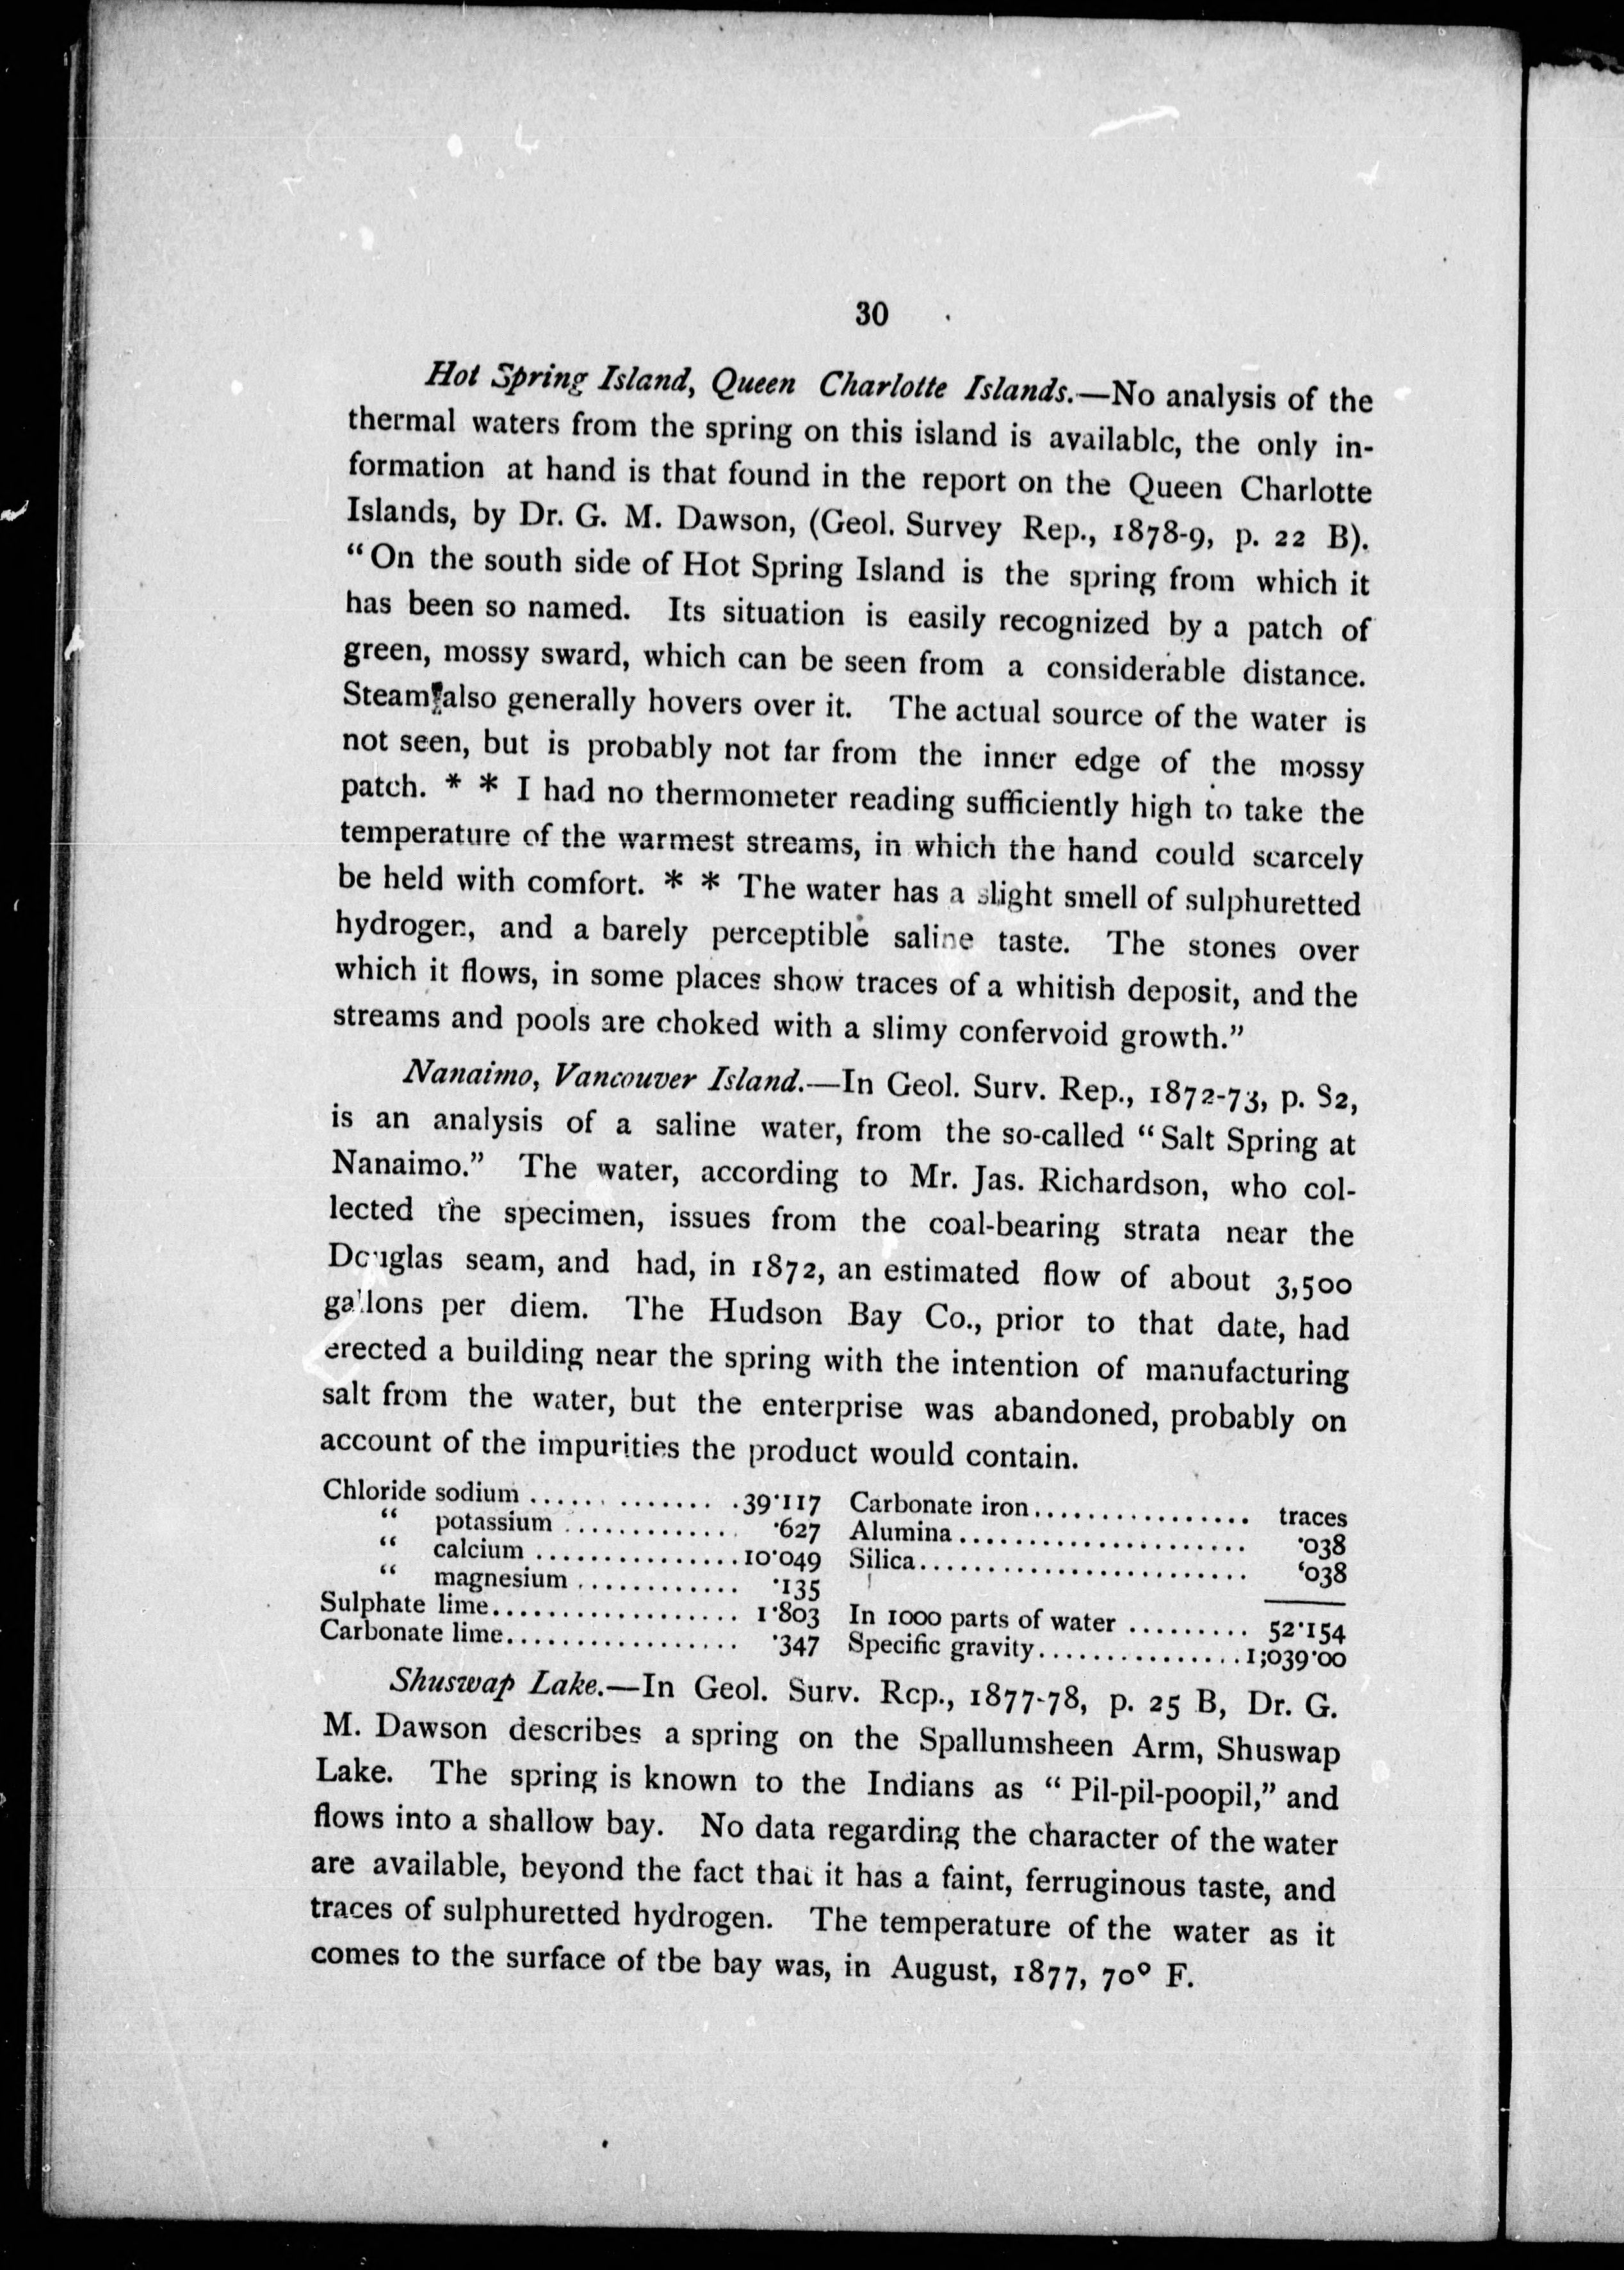 30
Hot Spring Island, Queen Charlotte Islands.—No analysis of the
thermal waters from the spring on this island is available, the only in-
formation at hand is that found in the report on the Queen Charlotte
Islands, by Dr. G. M. Dawson, (Geol. Survey Rep., 1878-9, p. 22 B).
“On the south side of Hot Spring Island is the spring from which it
has been so named. Its situation is easily recognized by a patch of
green, mossy sward, which can be seen from a considerable distance.
Steam also generally hovers over it. The actual source of the water is
not seen, but is probably not far from the inner edge of the mossy
patch. * * I had no thermometer reading sufficiently high to take the
temperature of the warmest streams, in which the hand could scarcely
be held with comfort. * * The water has a slight smell of sulphuretted
hydrogen, and a barely perceptible saline taste. The stones over
which it flows, in some places show traces of a whitish deposit, and the
streams and pools are choked with a slimy confervoid growth.”
Nanaimo, Vancouver Island.—In Geol. Surv. Rep., 1872-73, p. 82,
is an analysis of a saline water, from the so-called “Salt Spring at
Nanaimo.” The water, according to Mr. Jas. Richardson, who col-
lected the specimen, issues from the coal-bearing strata near the
Douglas seam, and had, in 1872, an estimated flow of about 3,500
gallons per diem. The Hudson Bay Co., prior to that date, had
erected a building near the spring with the intention of manufacturing
salt from the water, but the enterprise was abandoned, probably on
account of the impurities the product would contain.
Chloride sodium .............. 39·117 Carbonate iron................ traces
“ potassium ............. ·627 Alumina...................... ·038
“ calcium ................10·049 Silica......................... ·038
“ magnesium ............. ·135
Sulphate lime................... 1·803 In 1000 parts of water ......... 52·154
Carbonate lime.................. ·347 Specific gravity................1;039·00
Shuswap Lake.—In Geol. Surv. Rep., 1877-78, p. 25 B, Dr. G.
M. Dawson describes a spring on the Spallumsheen Arm, Shuswap
Lake. The spring is known to the Indians as “Pil-pil-poopil,” and
flows into a shallow bay. No data regarding the character of the water
are available, beyond the fact that it has a faint, ferruginous taste, and
traces of sulphuretted hydrogen. The temperature of the water as it
comes to the surface of tbe bay was, in August, 1877, 70° F.